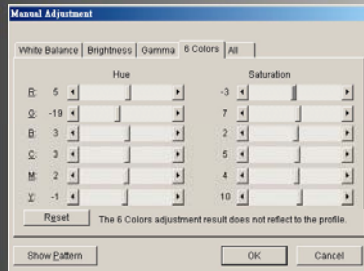 Manual Adjustment
White Balance Brightness Gamma 6 Colors All
Hue Saturation
R: 5 -3
G: -19 7
B: 3 2
C: 3 5
M: 2 4
Y: -1 10
Reset The 6 Colors adjustment result does not reflect to the profile.
Show Pattern OK Cancel